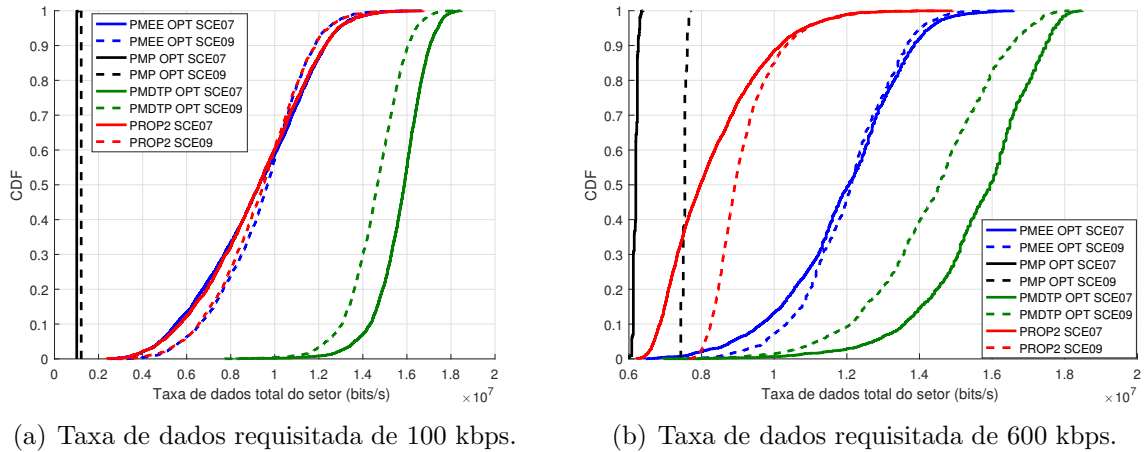 1
0.9
0.8
0.7
0.6
0.5
0.4
0.3
0.2
0.1
0
CDF
PMEE OPT SCE07
PMEE OPT SCE09
PMP OPT SCE07
PMP OPT SCE09
PMDTP OPT SCE07
PMDTP OPT SCE09
PROP2 SCE07
PROP2 SCE09
0 0.2 0.4 0.6 0.8 1 1.2 1.4 1.6 1.8 2
Taxa de dados total do setor (bits/s)
×10^7
(a) Taxa de dados requisitada de 100 kbps.
1
0.9
0.8
0.7
0.6
0.5
0.4
0.3
0.2
0.1
0
CDF
PMEE OPT SCE07
PMEE OPT SCE09
PMP OPT SCE07
PMP OPT SCE09
PMDTP OPT SCE07
PMDTP OPT SCE09
PROP2 SCE07
PROP2 SCE09
0.6 0.8 1 1.2 1.4 1.6 1.8 2
Taxa de dados total do setor (bits/s)
×10^7
(b) Taxa de dados requisitada de 600 kbps.